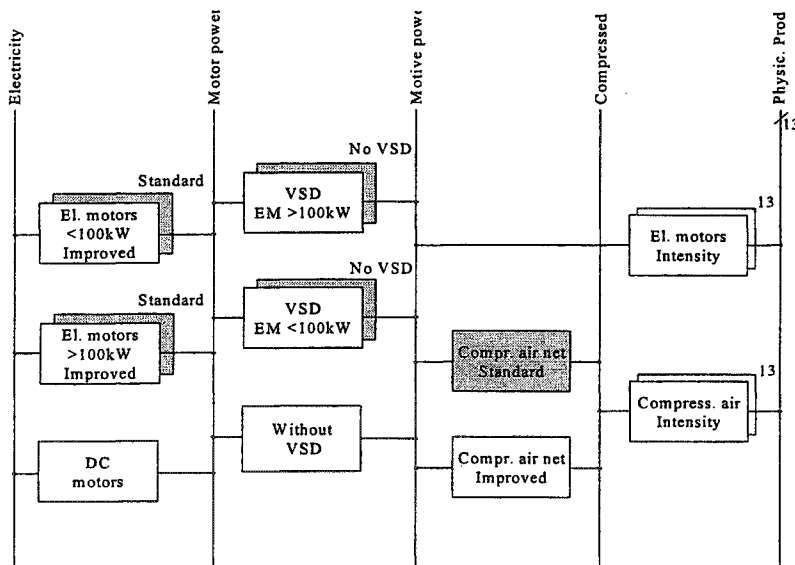 Electricity
Motor power
Motive powe
Compressed
Physic. Prod
13
No VSD
Standard
VSD
EM >100kW
El. motors
<100kW
Improved
13
El. motors
Intensity
No VSD
Standard
VSD
EM <100kW
El. motors
>100kW
Improved
Compr. air net
Standard
13
Compress. air
Intensity
Without
VSD
DC
motors
Compr. air net
Improved